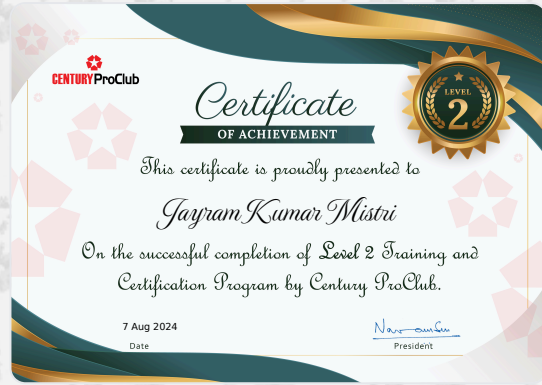 CENTURY ProClub
Certificate
OF ACHIEVEMENT
LEVEL
2
This certificate is proudly presented to
Jayram Kumar Mistri
On the successful completion of Level 2 Training and
Certification Program by Century ProClub.
7 Aug 2024
Date
President